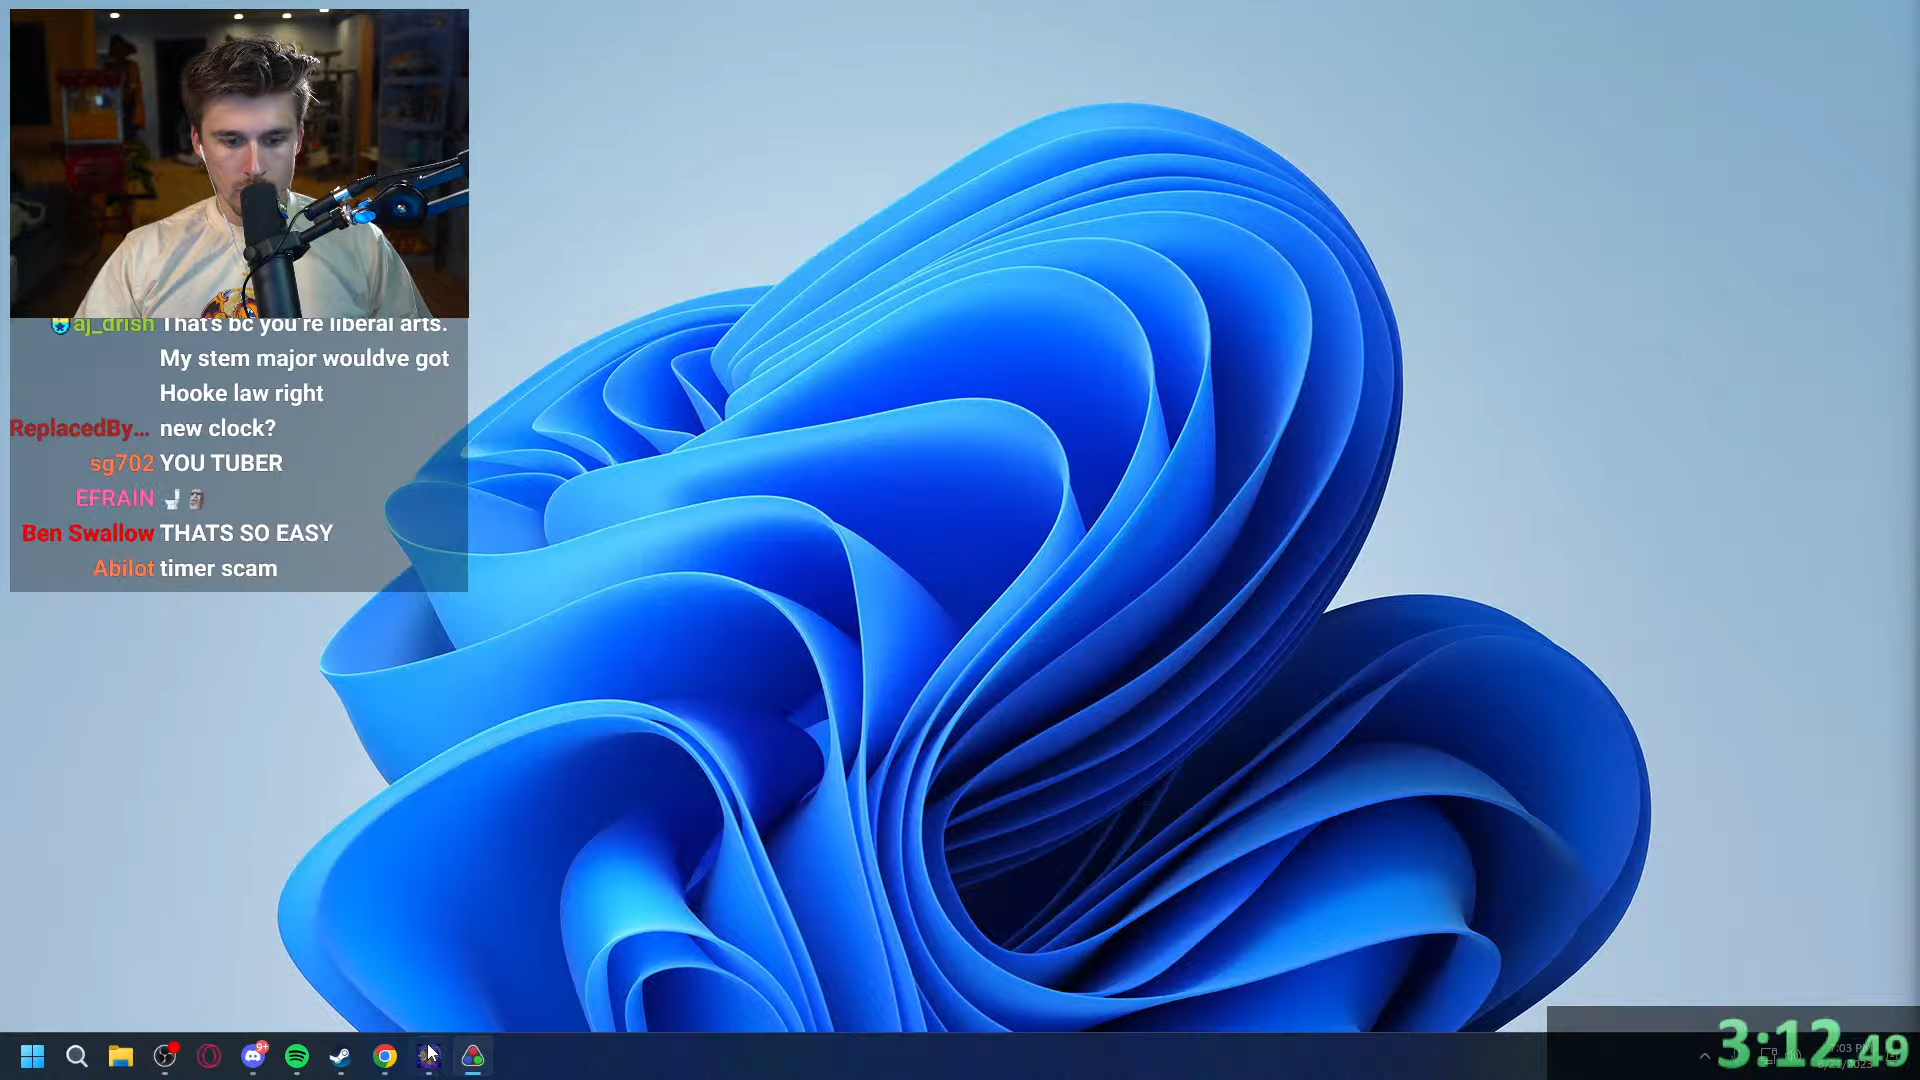 aj_drish That's bc you're liberal arts.
My stem major wouldve got
Hooke law right
ReplacedBy... new clock?
sg702 YOU TUBER
EFRAIN 🚽🗿
Ben Swallow THATS SO EASY
Abilot timer scam
9+
3:12.49